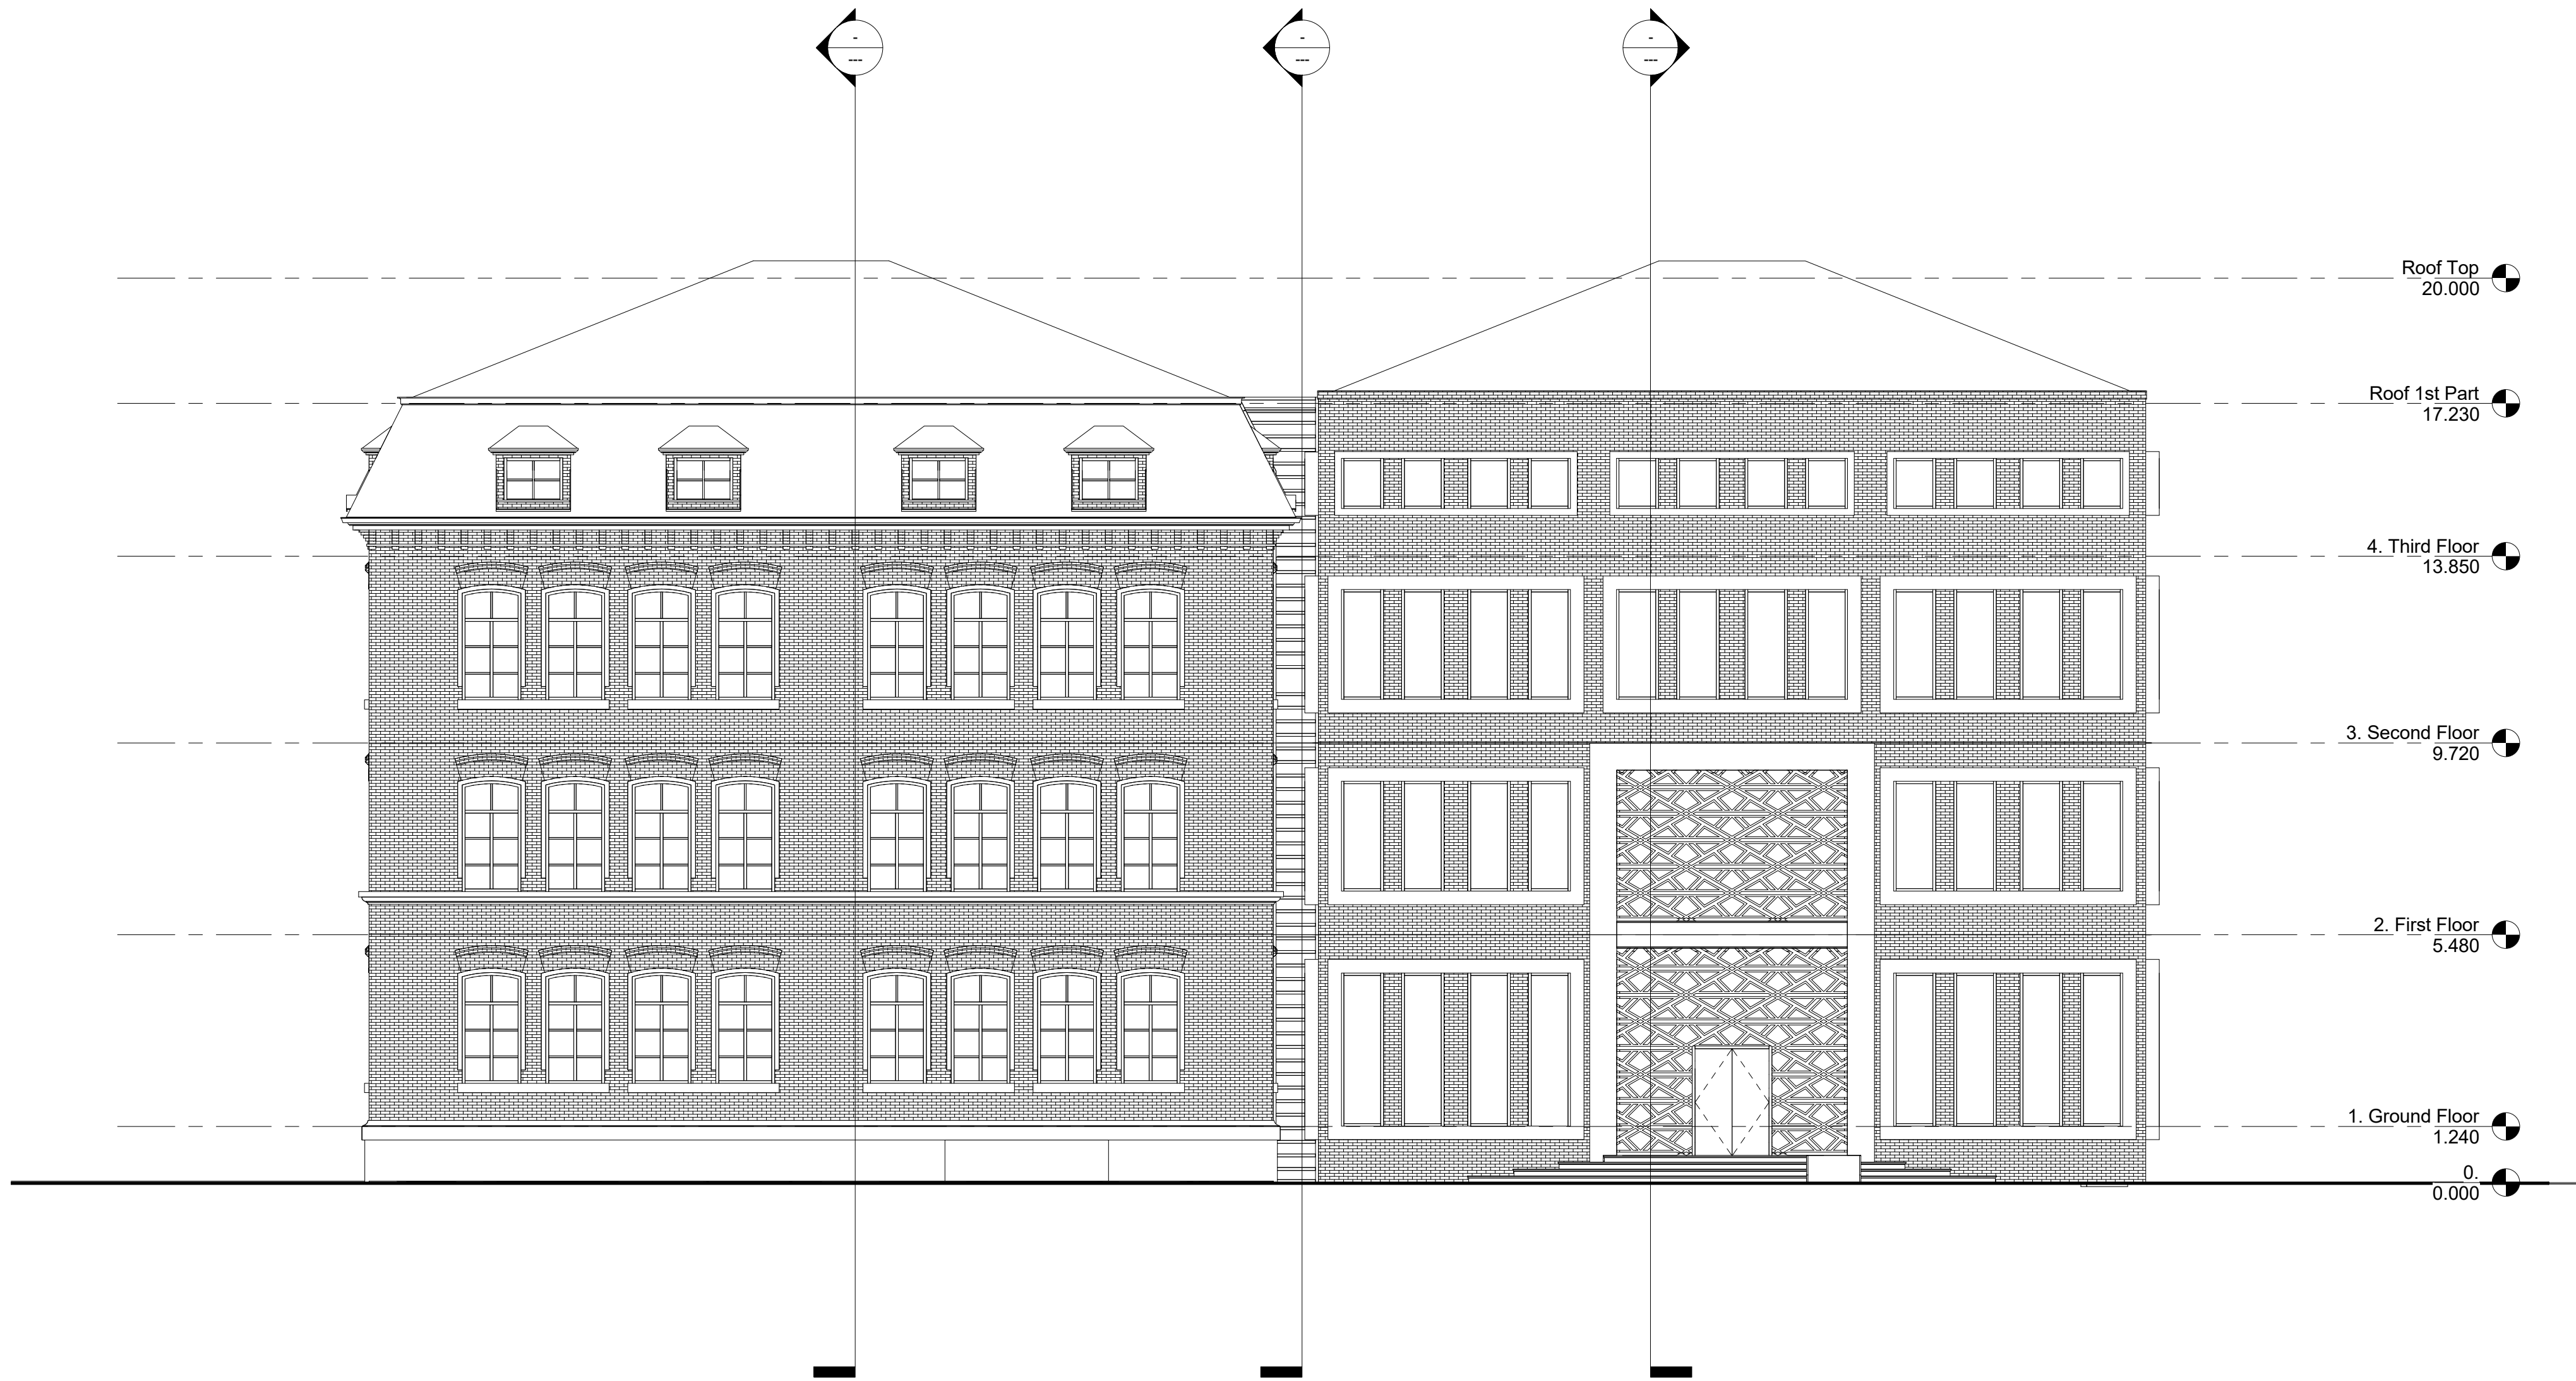 -
---
-
---
-
---
Roof Top
20.000
Roof 1st Part
17.230
4. Third Floor
13.850
3. Second Floor
9.720
2. First Floor
5.480
1. Ground Floor
1.240
0.
0.000